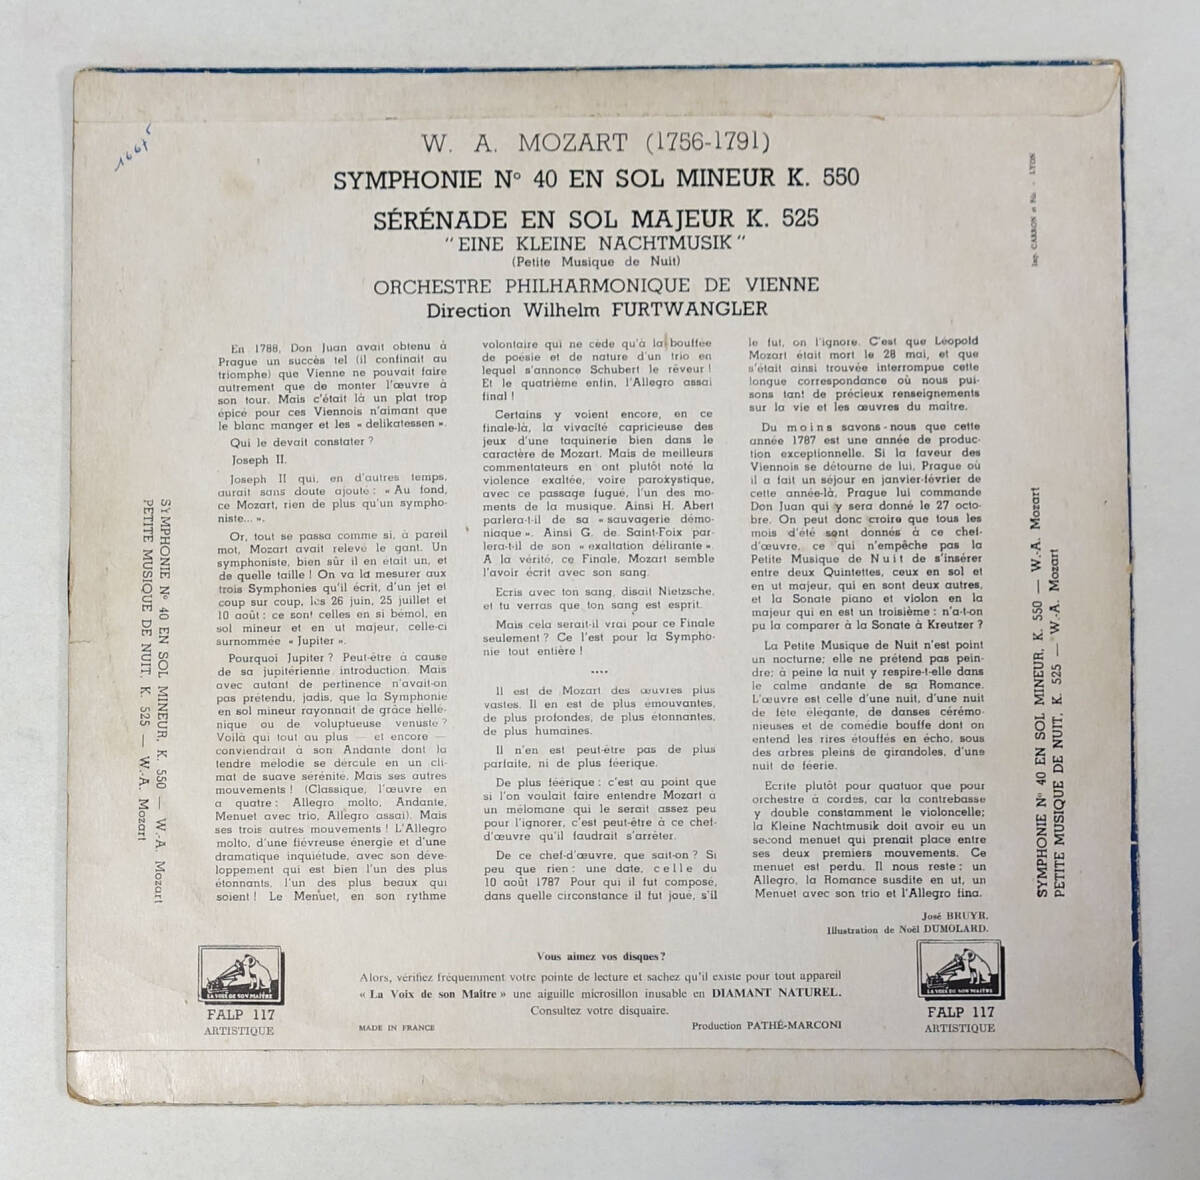 W. A. MOZART (1756-1791)
SYMPHONIE N° 40 EN SOL MINEUR K. 550
SÉRÉNADE EN SOL MAJEUR K. 525
"EINE KLEINE NACHTMUSIK"
(Petite Musique de Nuit)
ORCHESTRE PHILHARMONIQUE DE VIENNE
Direction Wilhelm FURTWANGLER
En 1788, Don Juan avait obtenu à
Prague un succès tel (il confinait au
triomphe) que Vienne ne pouvait faire
autrement que de monter l'œuvre à
son tour. Mais c'était là un plat trop
épicé pour ces Viennois n'aimant que
le blanc manger et les « delikatessen ».
Qui le devait constater ?
Joseph II.
Joseph II qui, en d'autres temps,
aurait sans doute ajouté : « Au fond,
ce Mozart, rien de plus qu'un sympho-
niste... ».
Or, tout se passa comme si, à pareil
mot, Mozart avait relevé le gant. Un
symphoniste, bien sûr il en était un, et
de quelle taille ! On va la mesurer aux
trois Symphonies qu'il écrit, d'un jet et
coup sur coup, les 26 juin, 25 juillet et
10 août : ce sont celles en si bémol, en
sol mineur et en ut majeur, celle-ci
surnommée « Jupiter ».
Pourquoi Jupiter ? Peut-être à cause
de sa jupitérienne introduction. Mais
avec autant de pertinence n'avait-on
pas prétendu, jadis, que la Symphonie
en sol mineur rayonnait de grâce hellé-
nique ou de voluptueuse venusté ?
Voilà qui tout au plus — et encore —
conviendrait à son Andante dont la
tendre mélodie se dércule en un cli-
mat de suave sérénité. Mais ses autres
mouvements ! (Classique, l'œuvre en
a quatre : Allegro molto, Andante,
Menuet avec trio, Allegro assai). Mais
ses trois autres mouvements ! L'Allegro
molto, d'une fiévreuse énergie et d'une
dramatique inquiétude, avec son déve-
loppement qui est bien l'un des plus
étonnants, l'un des plus beaux qui
soient ! Le Menuet, en son rythme
volontaire qui ne cède qu'à la bouffée
de poésie et de nature d'un trio en
lequel s'annonce Schubert le rêveur !
Et le quatrième enfin, l'Allegro assai
final !
Certains y voient encore, en ce
finale-là, la vivacité capricieuse des
jeux d'une taquinerie bien dans le
caractère de Mozart. Mais de meilleurs
commentateurs en ont plutôt noté la
violence exaltée, voire paroxystique,
avec ce passage fugué, l'un des mo-
ments de la musique. Ainsi H. Abert
parlera-t-il de sa « sauvagerie démo-
niaque ». Ainsi G. de Saint-Foix par-
lera-t-il de son « exaltation délirante ».
A la vérité, ce Finale, Mozart semble
l'avoir écrit avec son sang.
Ecris avec ton sang, disait Nietzsche,
et tu verras que ton sang est esprit.
Mais cela serait-il vrai pour ce Finale
seulement ? Ce l'est pour la Sympho-
nie tout entière !
....
Il est de Mozart des œuvres plus
vastes. Il en est de plus émouvantes,
de plus profondes, de plus étonnantes,
de plus humaines.
Il n'en est peut-être pas de plus
parfaite, ni de plus féerique.
De plus féérique : c'est au point que
si l'on voulait faire entendre Mozart à
un mélomane qui le serait assez peu
pour l'ignorer, c'est peut-être à ce chef-
d'œuvre qu'il faudrait s'arrêter.
De ce chef-d'œuvre, que sait-on ? Si
peu que rien : une date, celle du
10 août 1787 Pour qui il fut composé,
dans quelle circonstance il fut joué, s'il
le fut, on l'ignore. C'est que Léopold
Mozart était mort le 28 mai, et que
s'était ainsi trouvée interrompue cette
longue correspondance où nous pui-
sons tant de précieux renseignements
sur la vie et les œuvres du maître.
Du moins savons-nous que cette
année 1787 est une année de produc-
tion exceptionnelle. Si la faveur des
Viennois se détourne de lui, Prague où
il a fait un séjour en janvier-février de
cette année-là, Prague lui commande
Don Juan qui y sera donné le 27 octo-
bre. On peut donc croire que tous les
mois d'été sont donnés à ce chef-
d'œuvre, ce qui n'empêche pas la
Petite Musique de Nuit de s'insérer
entre deux Quintettes, ceux en sol et
en ut majeur, qui en sont deux autres,
et la Sonate piano et violon en la
majeur qui en est un troisième : n'a-t-on
pu la comparer à la Sonate à Kreutzer ?
La Petite Musique de Nuit n'est point
un nocturne; elle ne prétend pas pein-
dre; à peine la nuit y respire-t-elle dans
le calme andante de sa Romance.
L'œuvre est celle d'une nuit, d'une nuit
de fête élégante, de danses cérémo-
nieuses et de comédie bouffe dont on
entend les rires étouffés en écho, sous
des arbres pleins de girandoles, d'une
nuit de féerie.
Ecrite plutôt pour quatuor que pour
orchestre à cordes, car la contrebasse
y double constamment le violoncelle;
la Kleine Nachtmusik doit avoir eu un
second menuet qui prenait place entre
ses deux premiers mouvements. Ce
menuet est perdu. Il nous reste : un
Allegro, la Romance susdite en ut, un
Menuet avec son trio et l'Allegro fina.
José BRUYR.
Illustration de Noël DUMOLARD.
Vous aimez vos disques ?
Alors, vérifiez fréquemment votre pointe de lecture et sachez qu'il existe pour tout appareil
« La Voix de son Maître » une aiguille microsillon inusable en DIAMANT NATUREL.
Consultez votre disquaire.
MADE IN FRANCE
Production PATHÉ-MARCONI
LA VOIX DE SON MAÎTRE
FALP 117
ARTISTIQUE
LA VOIX DE SON MAÎTRE
FALP 117
ARTISTIQUE
SYMPHONIE N° 40 EN SOL MINEUR. K. 550 — W.-A. Mozart
PETITE MUSIQUE DE NUIT. K. 525 — W.-A. Mozart
SYMPHONIE N° 40 EN SOL MINEUR. K. 550 — W.-A. Mozart
PETITE MUSIQUE DE NUIT. K. 525 — W.-A. Mozart
Imp. CARRON et Nie - LYON